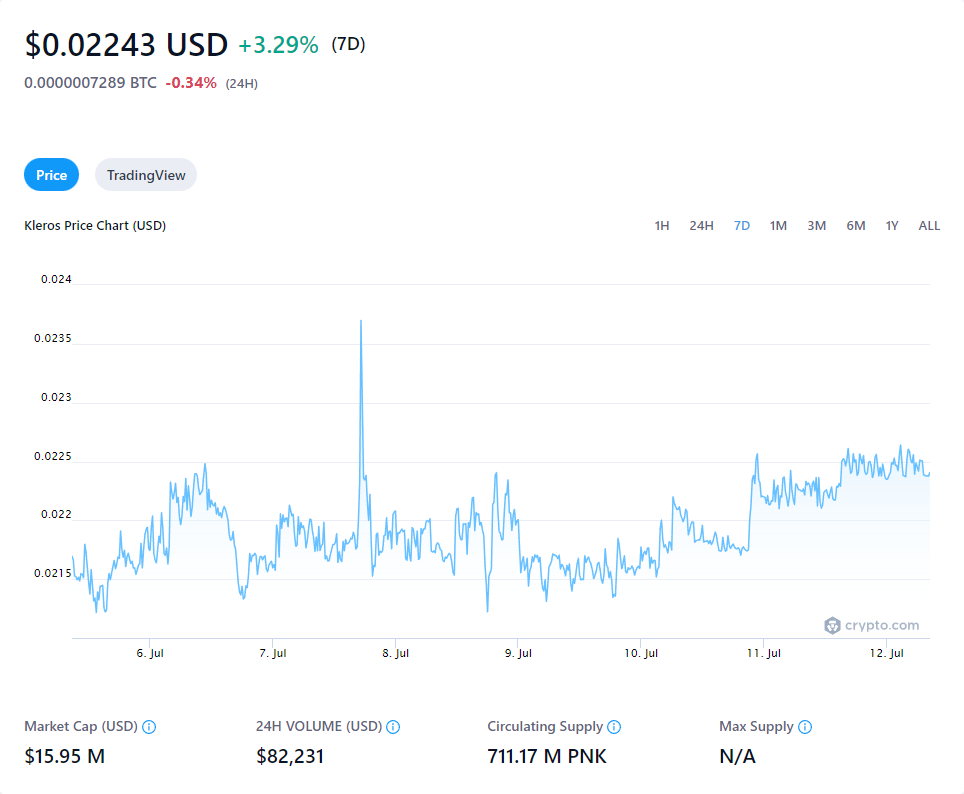 $0.02243 USD +3.29% (7D)
0.0000007289 BTC -0.34% (24H)
Price TradingView
Kleros Price Chart (USD) 1H 24H 7D 1M 3M 6M 1Y ALL
0.024
0.0235
0.023
0.0225
0.022
0.0215
crypto.com
6. Jul 7. Jul 8. Jul 9. Jul 10. Jul 11. Jul 12. Jul
Market Cap (USD) 24H VOLUME (USD) Circulating Supply Max Supply
$15.95 M $82,231 711.17 M PNK N/A